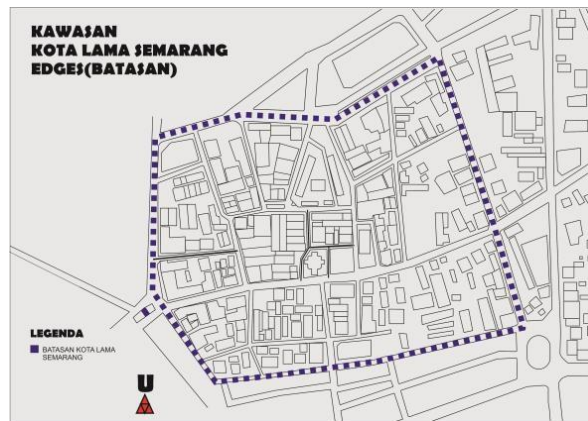 KAWASAN
KOTA LAMA SEMARANG
EDGES(BATASAN)
LEGENDA
BATASAN KOTA LAMA
SEMARANG
U